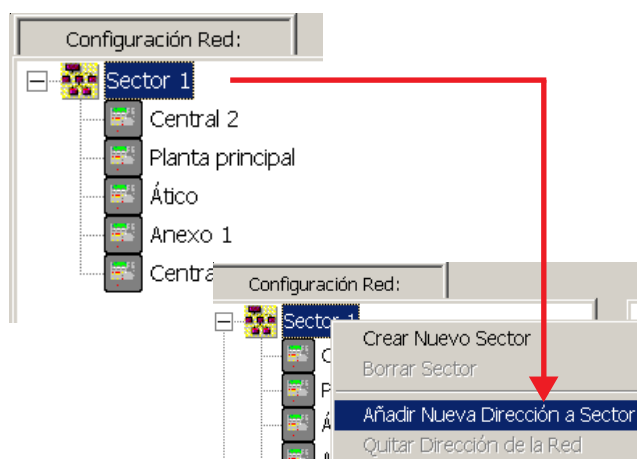 Configuración Red:
Sector 1
Central 2
Planta principal
Ático
Anexo 1
Centra
Configuración Red:
Sector 1
Crear Nuevo Sector
Borrar Sector
Añadir Nueva Dirección a Sector
Quitar Dirección de la Red